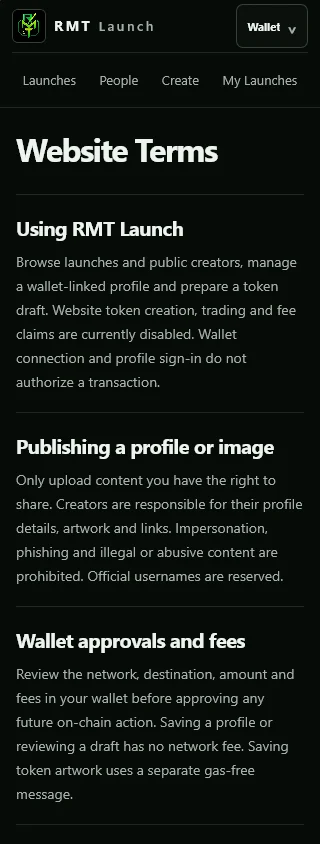 RMT Launch
Wallet
Launches People Create My Launches
Website Terms
Using RMT Launch
Browse launches and public creators, manage
a wallet-linked profile and prepare a token
draft. Website token creation, trading and fee
claims are currently disabled. Wallet
connection and profile sign-in do not
authorize a transaction.
Publishing a profile or image
Only upload content you have the right to
share. Creators are responsible for their profile
details, artwork and links. Impersonation,
phishing and illegal or abusive content are
prohibited. Official usernames are reserved.
Wallet approvals and fees
Review the network, destination, amount and
fees in your wallet before approving any
future on-chain action. Saving a profile or
reviewing a draft has no network fee. Saving
token artwork uses a separate gas-free
message.